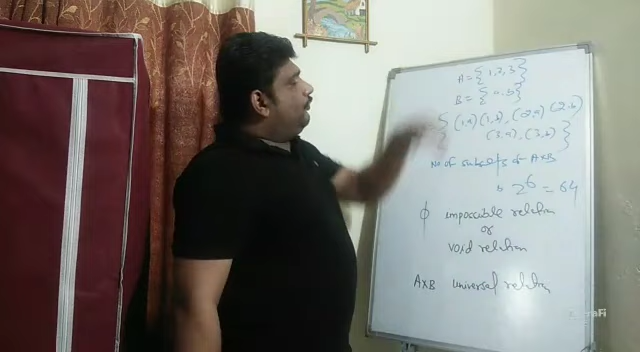 A = { 1, 2, 3 }
B = { a, b }
{ (1,a) (1,b), (2,a) (2,b)
(3,a), (3,b) }
No of subsets of A×B
is 2⁶ = 64
ϕ impossible relation
or
void relation
A×B universal relation